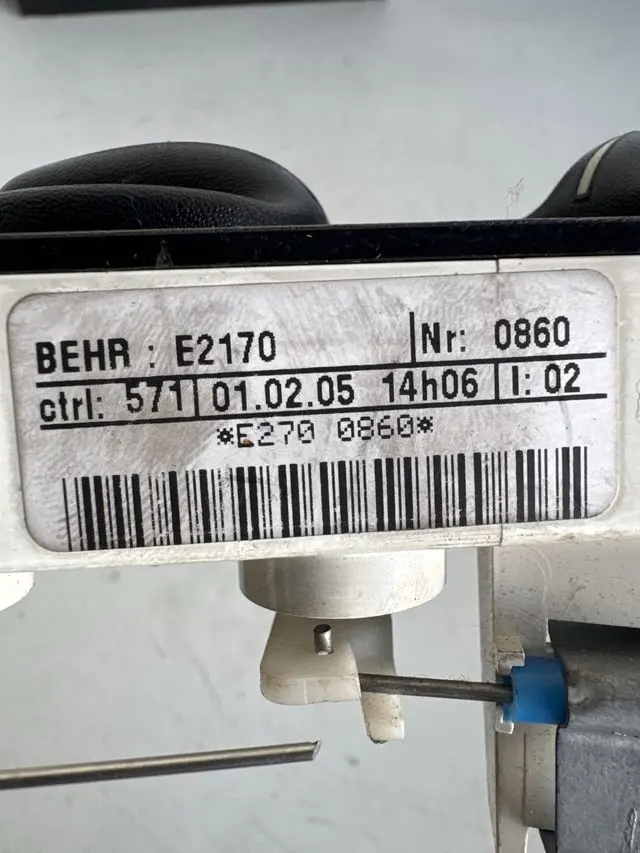 BEHR : E2170 Nr: 0860
ctrl: 571 01.02.05 14h06 I: 02
*E270 0860*